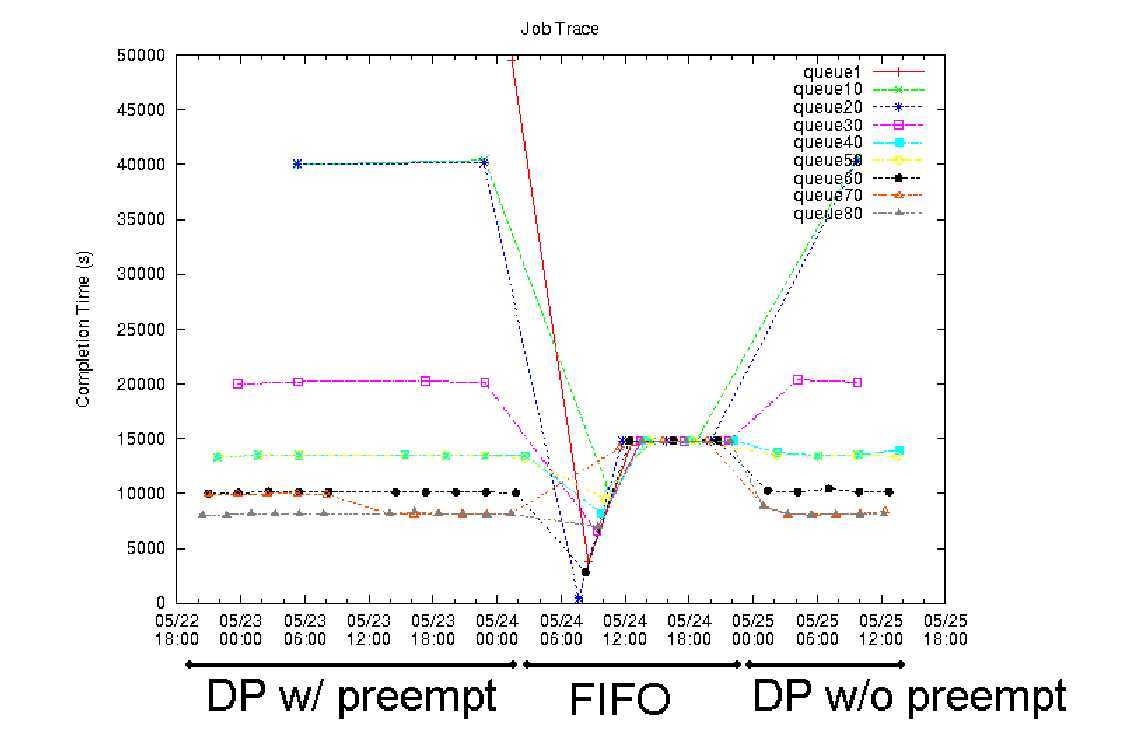 Job Trace
50000
45000
40000
35000
30000
25000
20000
15000
10000
5000
0
Completion Time (s)
queue1
queue10
queue20
queue30
queue40
queue50
queue60
queue70
queue80
05/22 05/23 05/23 05/23 05/23 05/24 05/24 05/24 05/24 05/25 05/25 05/25 05/25
18:00 00:00 06:00 12:00 18:00 00:00 06:00 12:00 18:00 00:00 06:00 12:00 18:00
DP w/ preempt FIFO DP w/o preempt